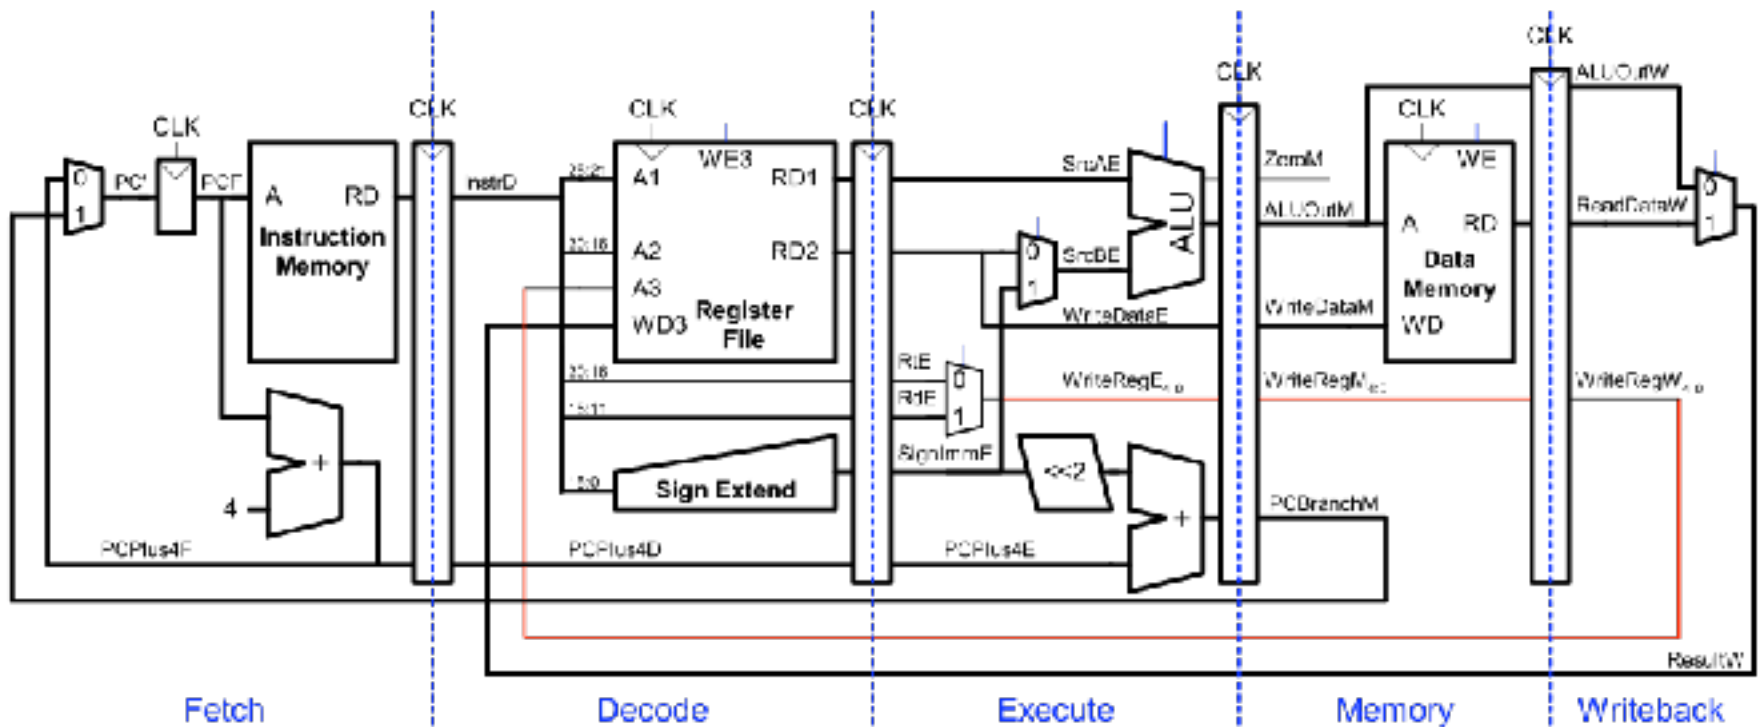 CLK
CLK
CLK
CLK
CLK
CLK
CLK
ALUOutW
0
1
PC'
PCF
A
RD
Instruction
Memory
InstrD
25:21
A1
WE3
RD1
20:16
A2
RD2
A3
Register
File
WD3
SrcAE
0
1
SrcBE
ALU
ZeroM
ALUOutM
WE
A
RD
Data
Memory
WD
ReadDataW
0
1
WriteDataE
WriteDataM
20:16
RtE
0
15:11
RdE
1
WriteRegE
WriteRegM
WriteRegW
SignImmE
+
4
Sign Extend
<<2
+
PCBranchM
PCPlus4F
PCPlus4D
PCPlus4E
ResultW
Fetch
Decode
Execute
Memory
Writeback